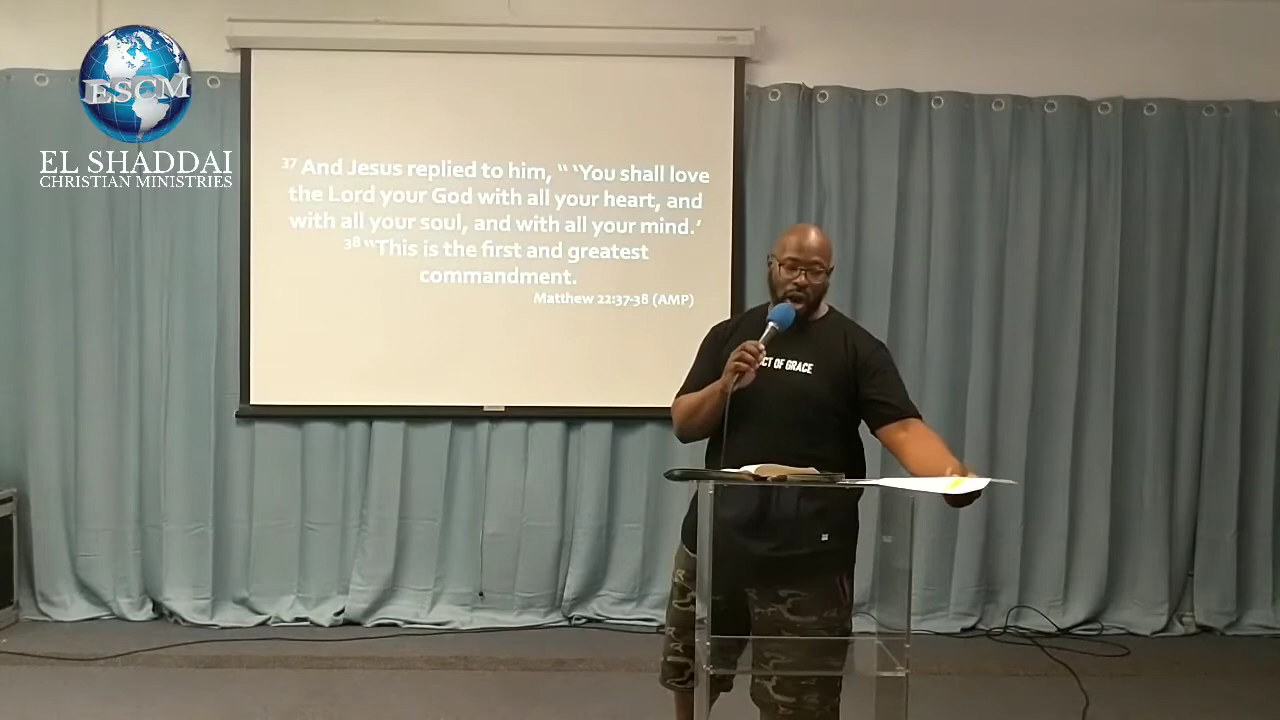 ESCM
EL SHADDAI
CHRISTIAN MINISTRIES
37 And Jesus replied to him, “ ‘You shall love
the Lord your God with all your heart, and
with all your soul, and with all your mind.’
38 “This is the first and greatest
commandment.
Matthew 22:37-38 (AMP)
OF GRACE